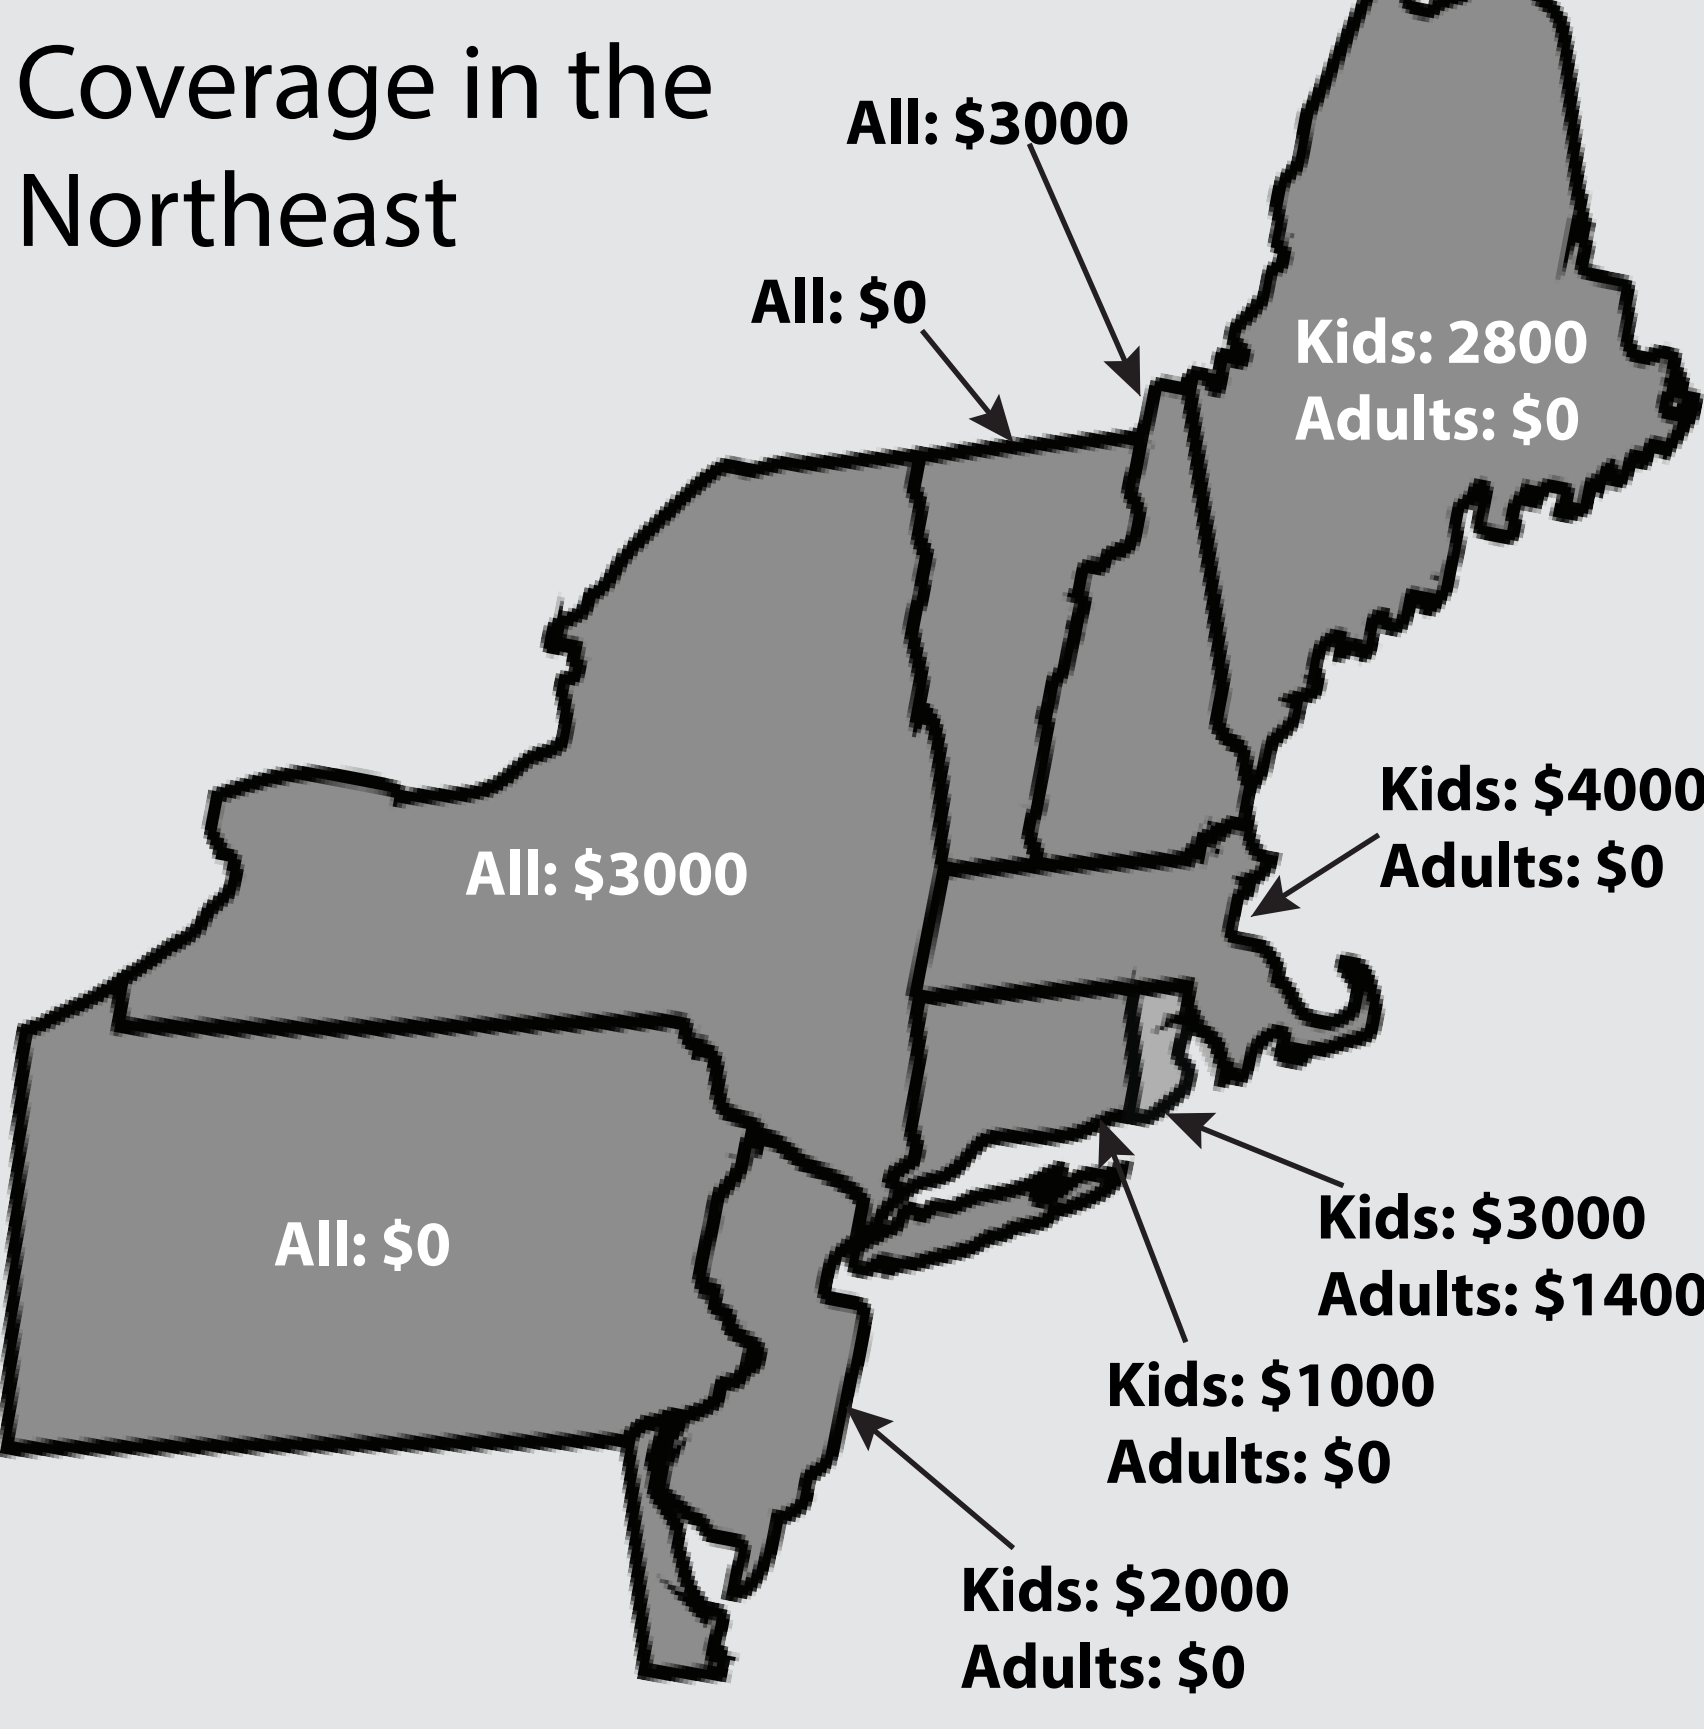 Coverage in the
Northeast
All: $3000
All: $0
Kids: 2800
Adults: $0
Kids: $4000
Adults: $0
All: $3000
Kids: $3000
Adults: $1400
All: $0
Kids: $1000
Adults: $0
Kids: $2000
Adults: $0